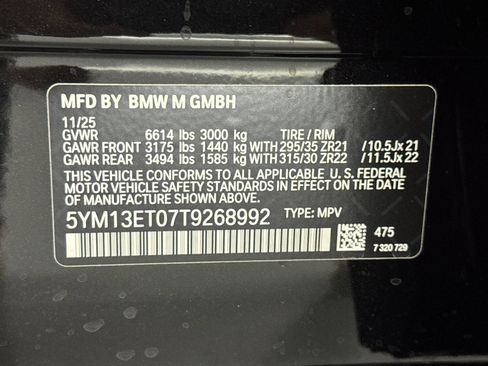 MFD BY BMW M GMBH
11/25
GVWR 6614 lbs 3000 kg TIRE / RIM
GAWR FRONT 3175 lbs 1440 kg WITH 295/35 ZR21 /10.5Jx 21
GAWR REAR 3494 lbs 1585 kg WITH 315/30 ZR22 /11.5Jx 22
THIS VEHICLE CONFORMS TO ALL APPLICABLE U. S. FEDERAL
MOTOR VEHICLE SAFETY STANDARDS IN EFFECT ON THE DATE OF
MANUFACTURE SHOWN ABOVE.
5YM13ET07T9268992 TYPE: MPV
475
7 320 729